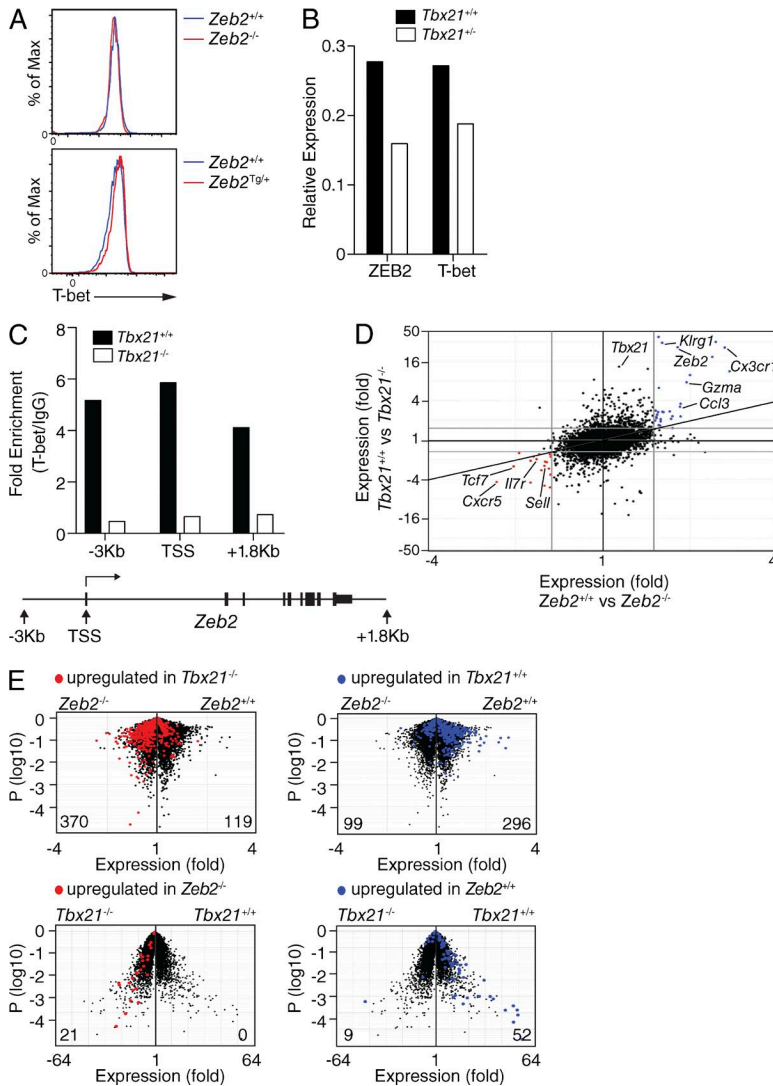 A
Zeb2+/+
Zeb2-/-
% of Max
0
0
Zeb2+/+
Zeb2Tg/+
% of Max
0
0
T-bet
B
Tbx21+/+
Tbx21+/-
Relative Expression
0.3
0.2
0.1
0
ZEB2
T-bet
C
Tbx21+/+
Tbx21-/-
Fold Enrichment
(T-bet/IgG)
8
6
4
2
0
-3Kb
TSS
+1.8Kb
Zeb2
-3Kb
TSS
+1.8Kb
D
Expression (fold)
Tbx21+/+ vs Tbx21-/-
50
16
4
1
-4
-16
-50
Tbx21
Klrg1
Zeb2
Cx3cr1
Gzma
Ccl3
Tcf7
Il7r
Cxcr5
Sell
-4
1
4
Expression (fold)
Zeb2+/+ vs Zeb2-/-
E
upregulated in Tbx21-/-
Zeb2-/-
Zeb2+/+
P (log10)
0
-1
-2
-3
-4
370
119
-4
1
4
Expression (fold)
upregulated in Tbx21+/+
Zeb2-/-
Zeb2+/+
P (log10)
0
-1
-2
-3
-4
99
296
-4
1
4
Expression (fold)
upregulated in Zeb2-/-
Tbx21-/-
Tbx21+/+
P (log10)
0
-1
-2
-3
-4
21
0
-64
1
64
Expression (fold)
upregulated in Zeb2+/+
Tbx21-/-
Tbx21+/+
P (log10)
0
-1
-2
-3
-4
9
52
-64
1
64
Expression (fold)